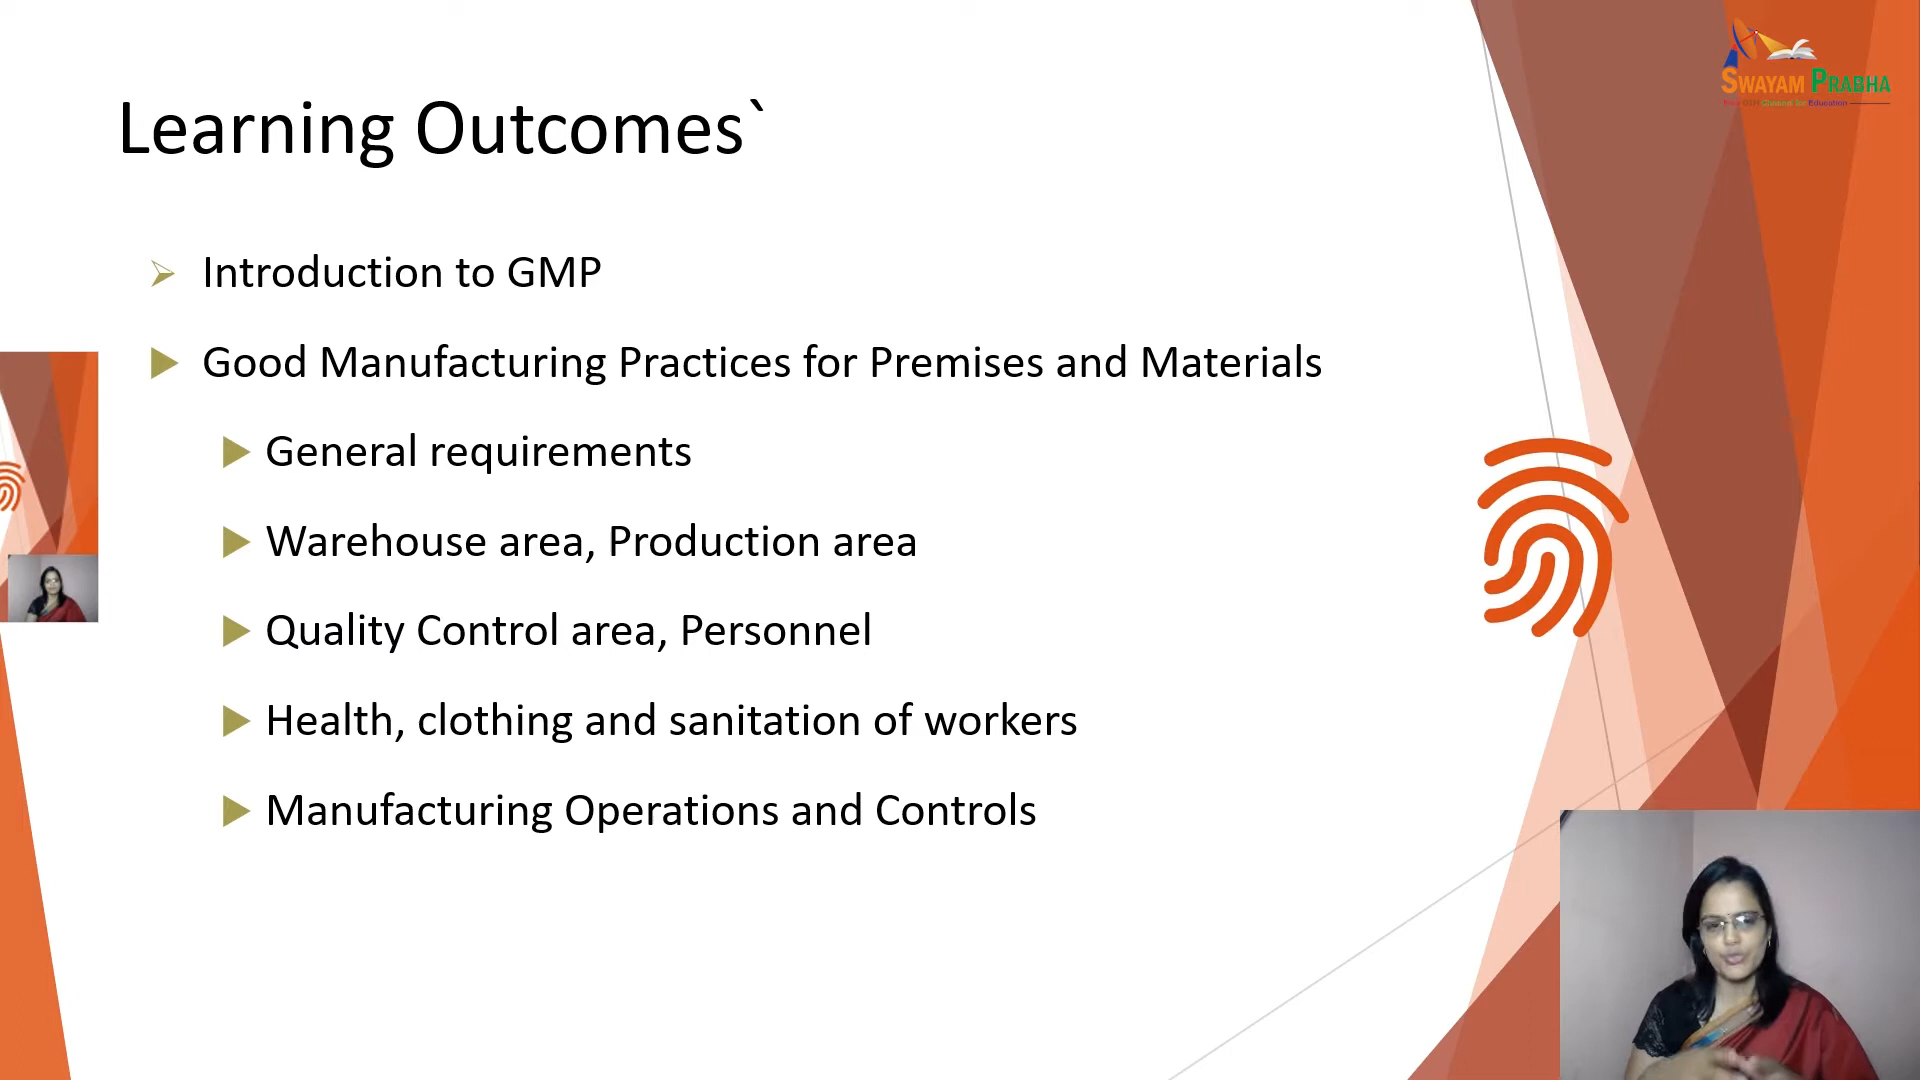 SWAYAM PRABHA
Learning Outcomes`
Introduction to GMP
Good Manufacturing Practices for Premises and Materials
General requirements
Warehouse area, Production area
Quality Control area, Personnel
Health, clothing and sanitation of workers
Manufacturing Operations and Controls